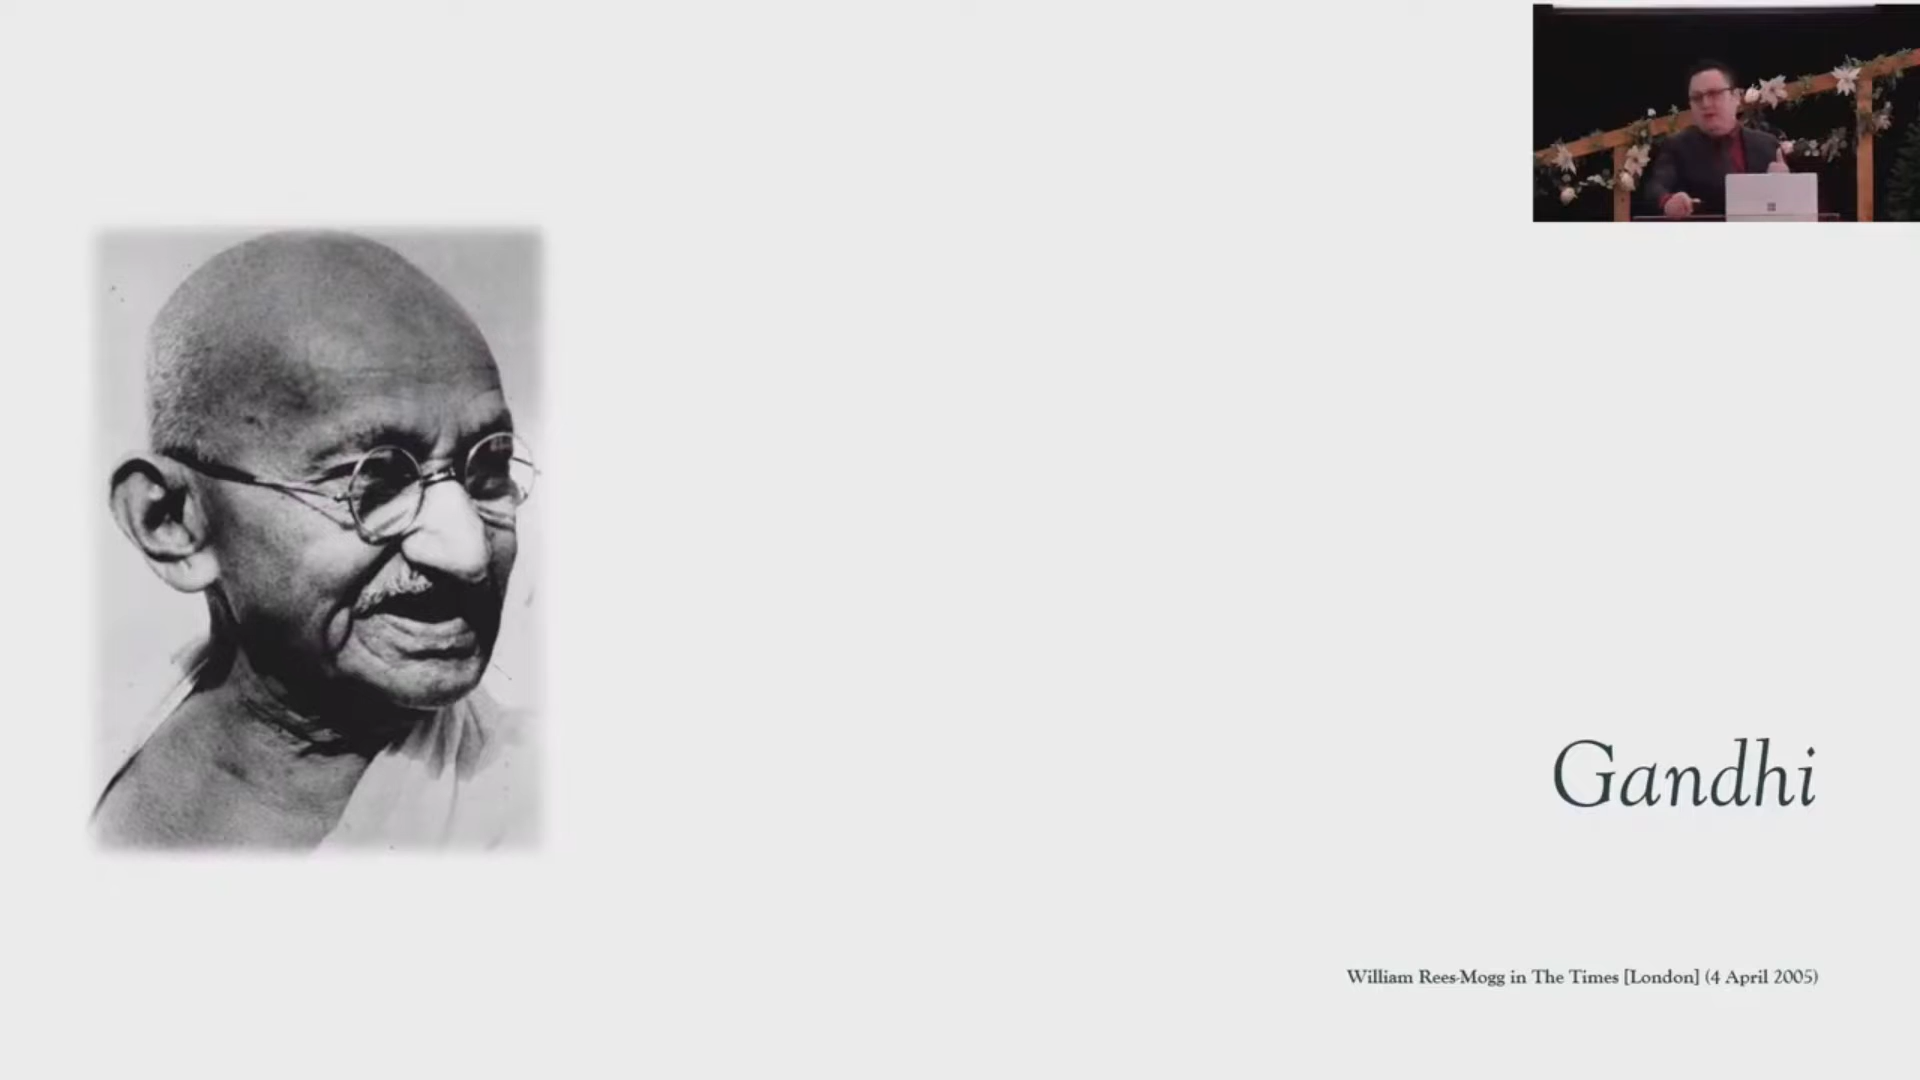 Gandhi
William Rees-Mogg in The Times [London] (4 April 2005)